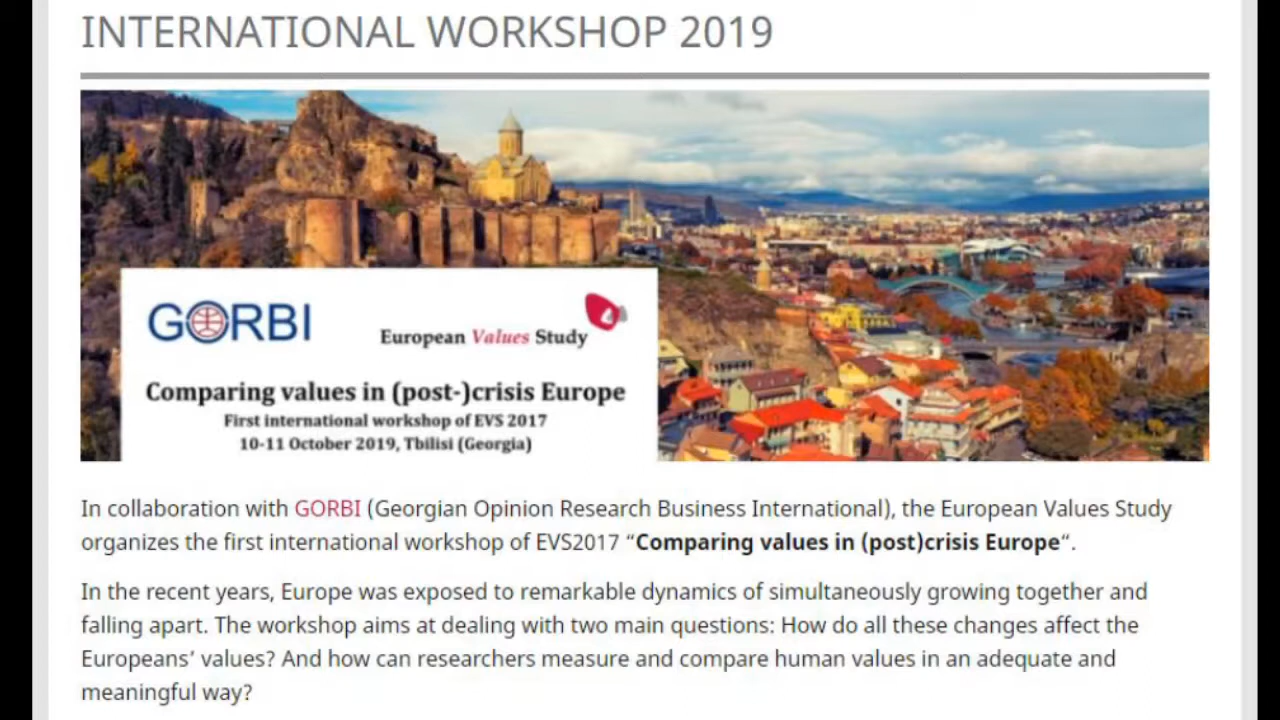 INTERNATIONAL WORKSHOP 2019
GORBI
European Values Study
Comparing values in (post-)crisis Europe
First international workshop of EVS 2017
10-11 October 2019, Tbilisi (Georgia)
In collaboration with GORBI (Georgian Opinion Research Business International), the European Values Study
organizes the first international workshop of EVS2017 “Comparing values in (post)crisis Europe“.
In the recent years, Europe was exposed to remarkable dynamics of simultaneously growing together and
falling apart. The workshop aims at dealing with two main questions: How do all these changes affect the
Europeans’ values? And how can researchers measure and compare human values in an adequate and
meaningful way?